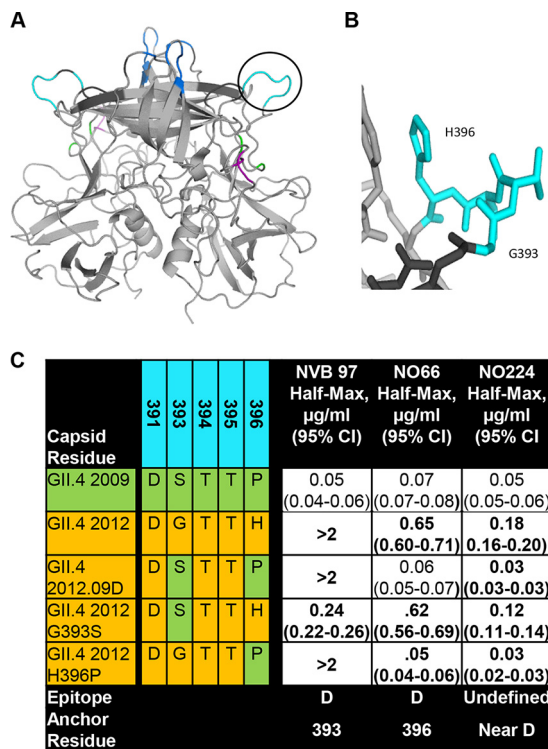 A
B
H396
G393
C
Capsid
Residue
391
393
394
395
396
NVB 97
Half-Max,
µg/ml
(95% CI)
NO66
Half-Max,
µg/ml
(95% CI)
NO224
Half-Max,
µg/ml
(95% CI
GII.4 2009
D S T T P
0.05
(0.04-0.06)
0.07
(0.07-0.08)
0.05
(0.05-0.06)
GII.4 2012
D G T T H
>2
0.65
(0.60-0.71)
0.18
0.16-0.20)
GII.4
2012.09D
D S T T P
>2
0.06
(0.05-0.07)
0.03
(0.03-0.03)
GII.4 2012
G393S
D S T T H
0.24
(0.22-0.26)
.62
(0.56-0.69)
0.12
(0.11-0.14)
GII.4 2012
H396P
D G T T P
>2
.05
(0.04-0.06)
0.03
(0.02-0.03)
Epitope
D
D
Undefined
Anchor
Residue
393
396
Near D